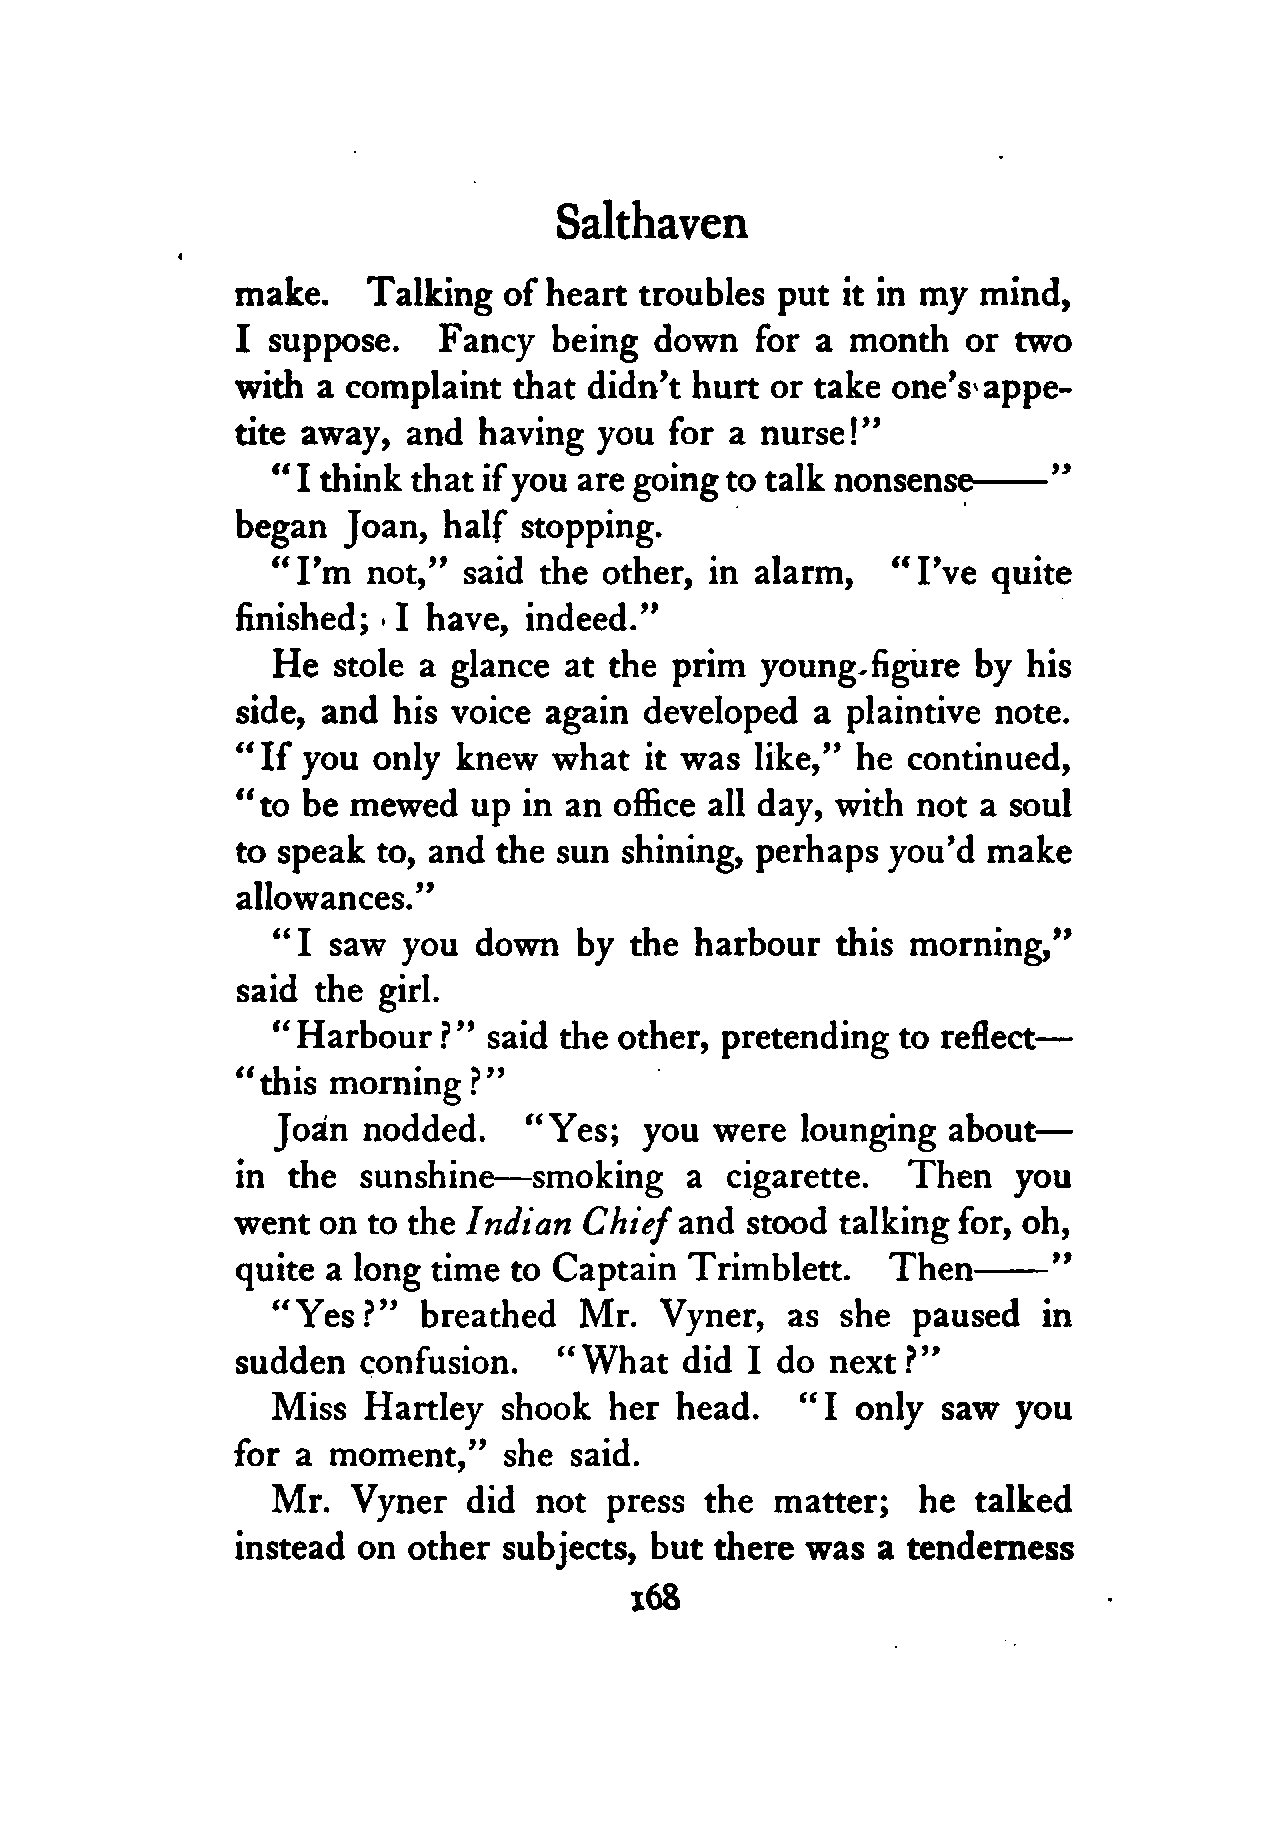 Salthaven
make. Talking of heart troubles put it in my mind,
I suppose. Fancy being down for a month or two
with a complaint that didn't hurt or take one's appe-
tite away, and having you for a nurse!"
"I think that if you are going to talk nonsense——"
began Joan, half stopping.
"I'm not," said the other, in alarm, "I've quite
finished; I have, indeed."
He stole a glance at the prim young figure by his
side, and his voice again developed a plaintive note.
"If you only knew what it was like," he continued,
"to be mewed up in an office all day, with not a soul
to speak to, and the sun shining, perhaps you'd make
allowances."
"I saw you down by the harbour this morning,"
said the girl.
"Harbour?" said the other, pretending to reflect—
"this morning?"
Joan nodded. "Yes; you were lounging about—
in the sunshine—smoking a cigarette. Then you
went on to the Indian Chief and stood talking for, oh,
quite a long time to Captain Trimblett. Then——"
"Yes?" breathed Mr. Vyner, as she paused in
sudden confusion. "What did I do next?"
Miss Hartley shook her head. "I only saw you
for a moment," she said.
Mr. Vyner did not press the matter; he talked
instead on other subjects, but there was a tenderness
168